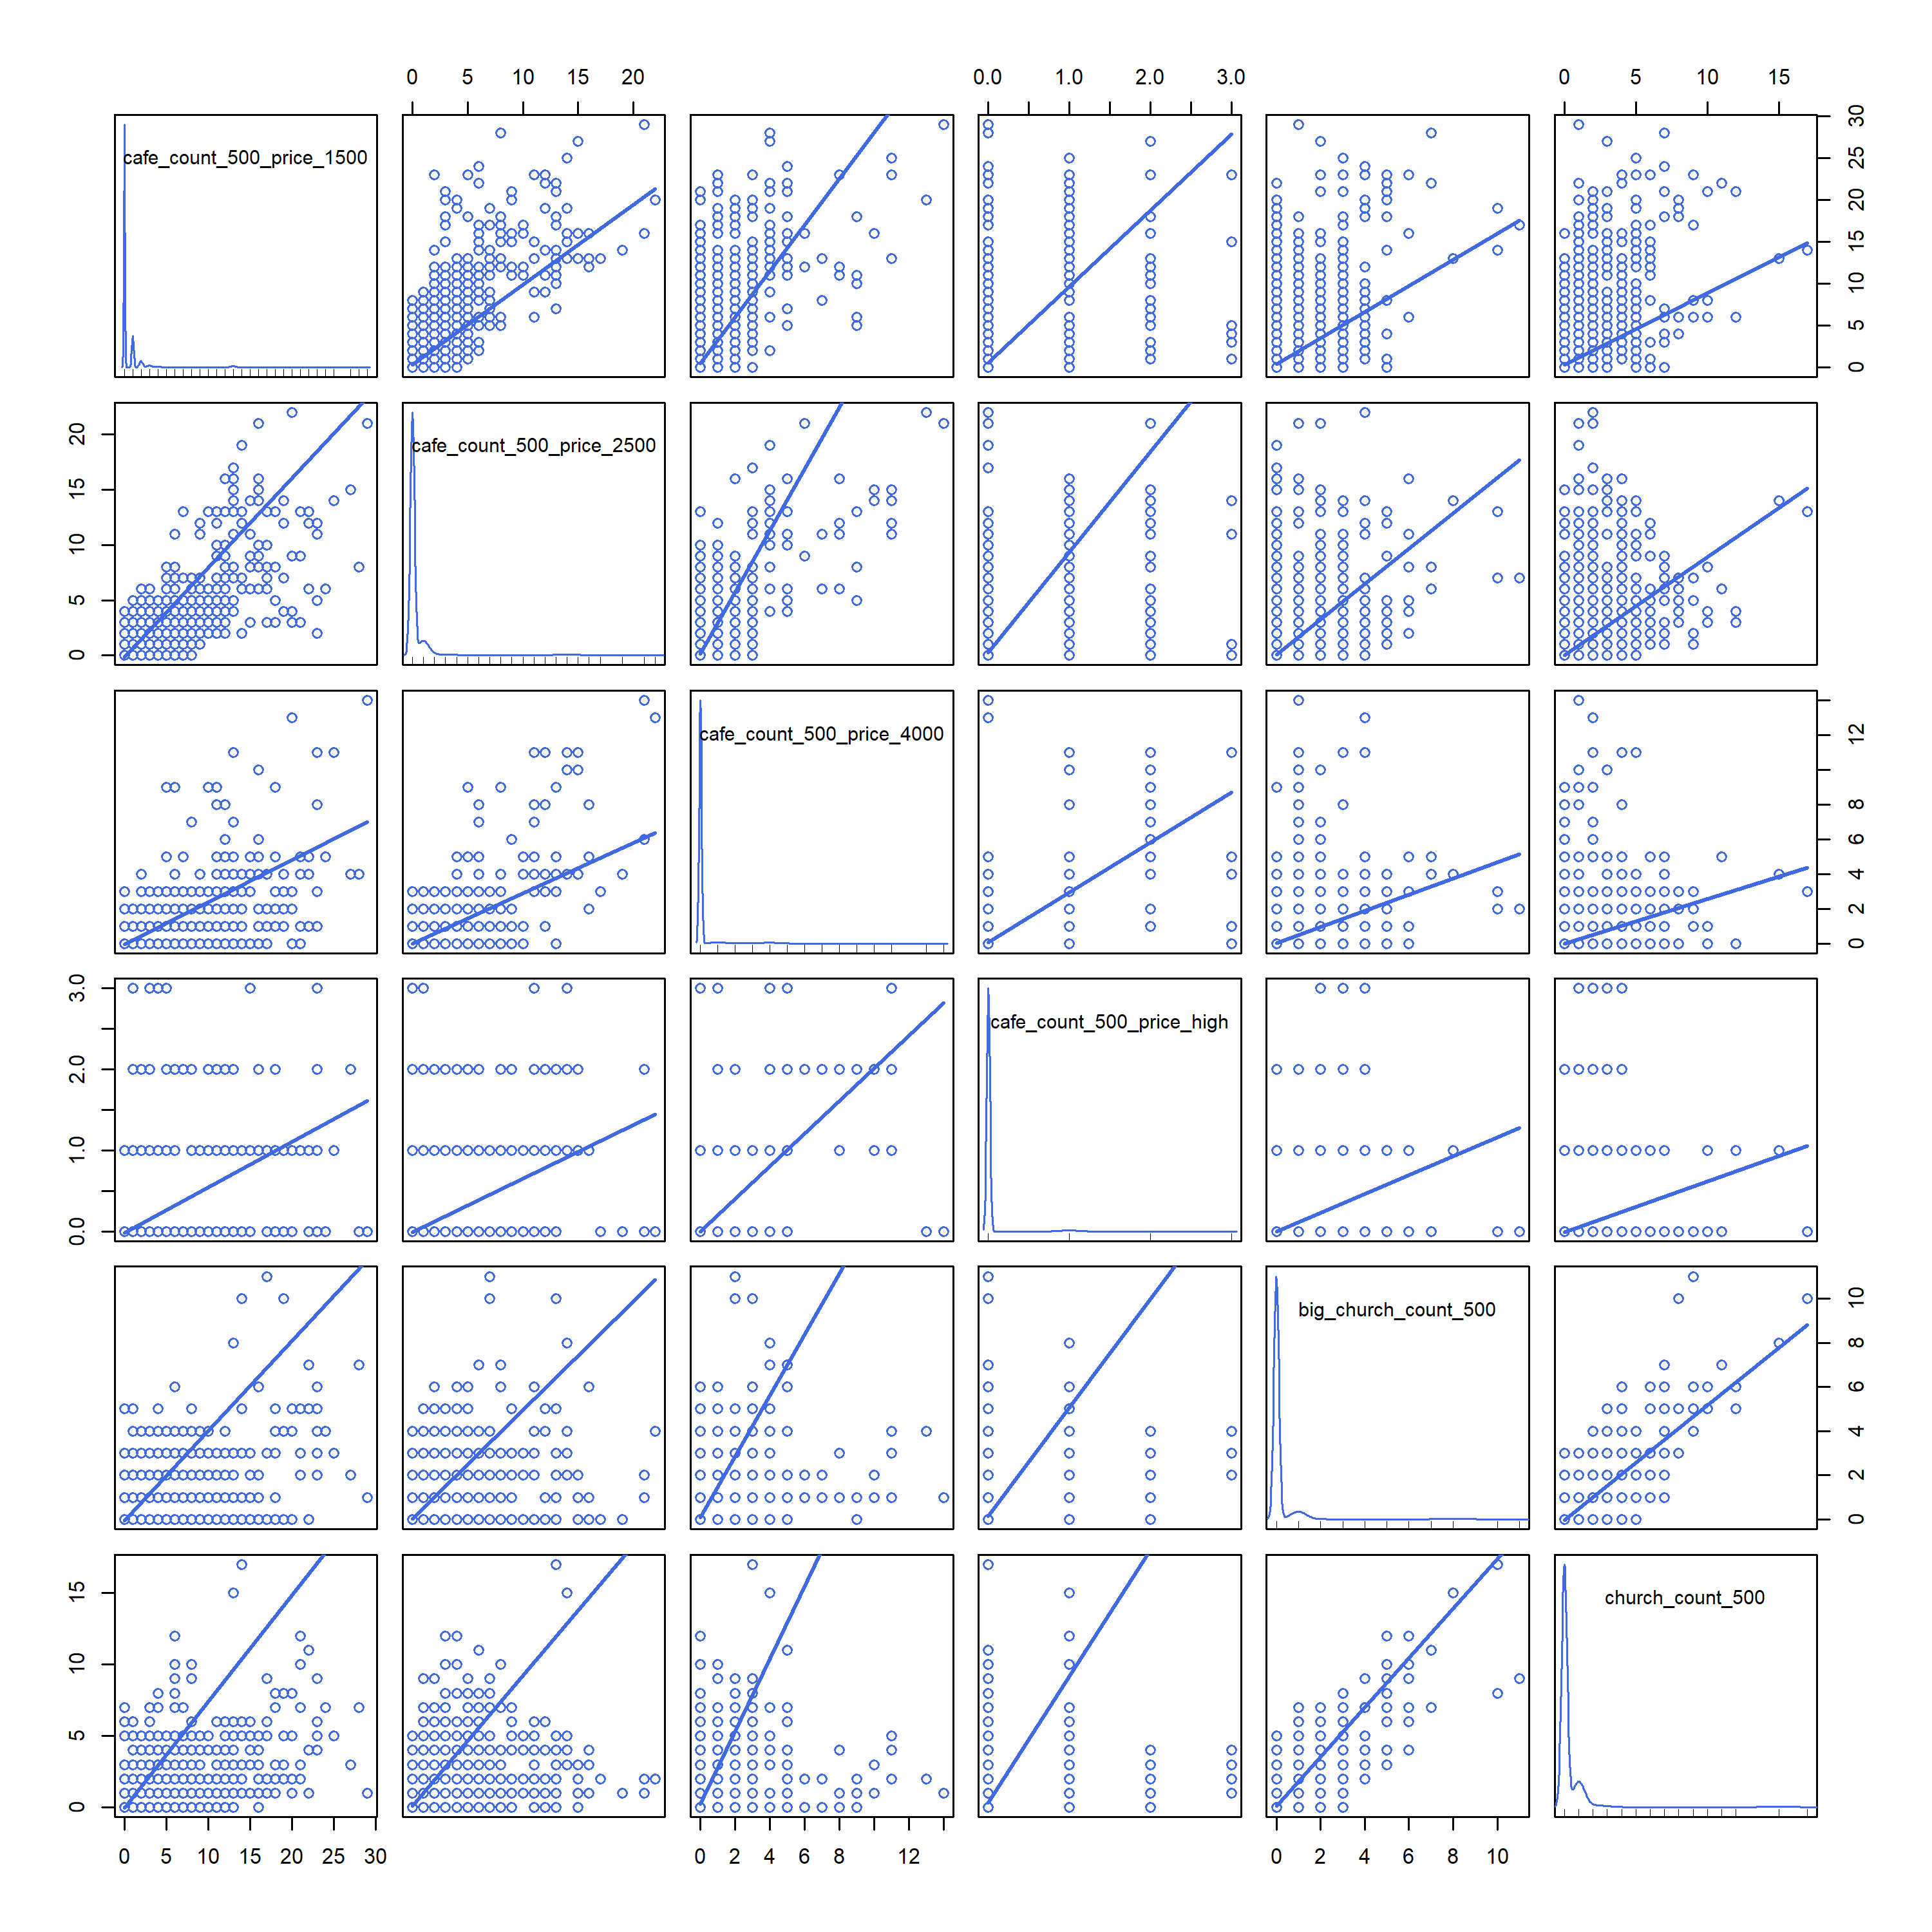 0 5 10 15 20 0.0 1.0 2.0 3.0 0 5 10 15
cafe_count_500_price_1500
0 5 10 15 20 25 30
cafe_count_500_price_2500
0 5 10 15 20
cafe_count_500_price_4000
0 2 4 6 8 12
cafe_count_500_price_high
0.0 1.0 2.0 3.0
big_church_count_500
0 2 4 6 8 10
church_count_500
0 5 10 15
0 5 10 15 20 25 30 0 2 4 6 8 12 0 2 4 6 8 10